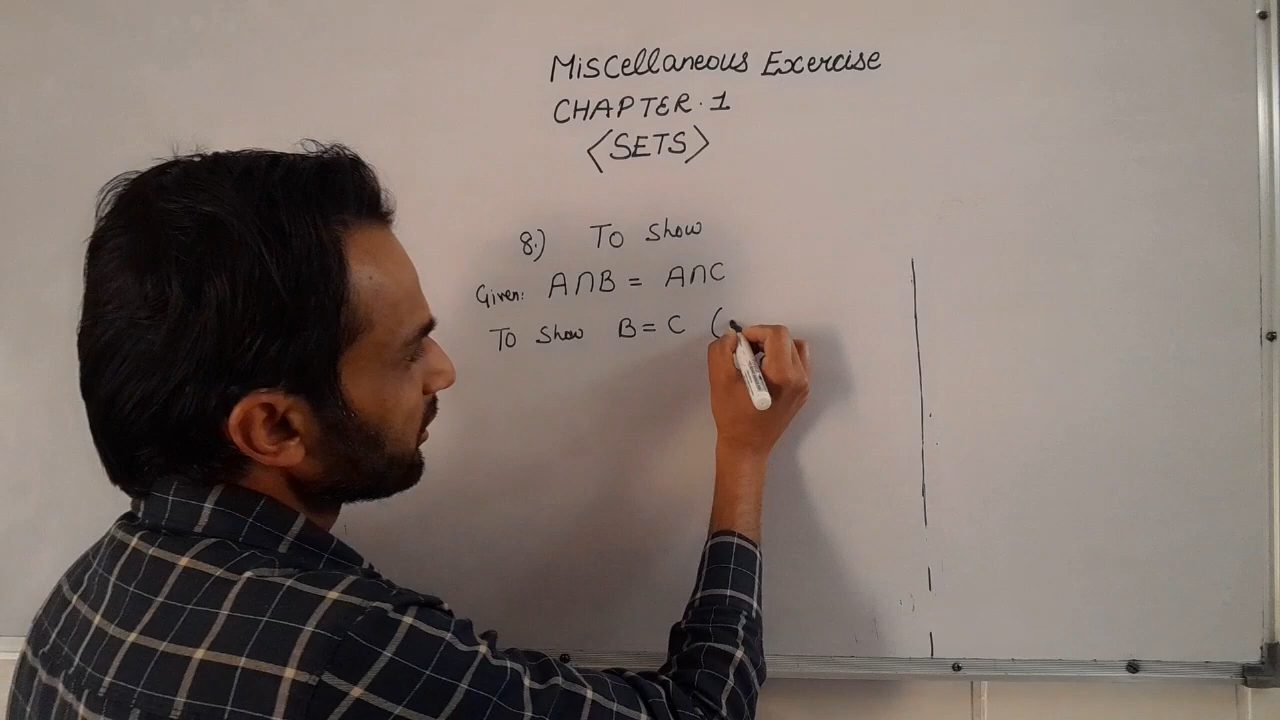 Miscellaneous Exercise
CHAPTER.1
<SETS>
8.) To Show
Given: A∩B = A∩C
To Show B = C (